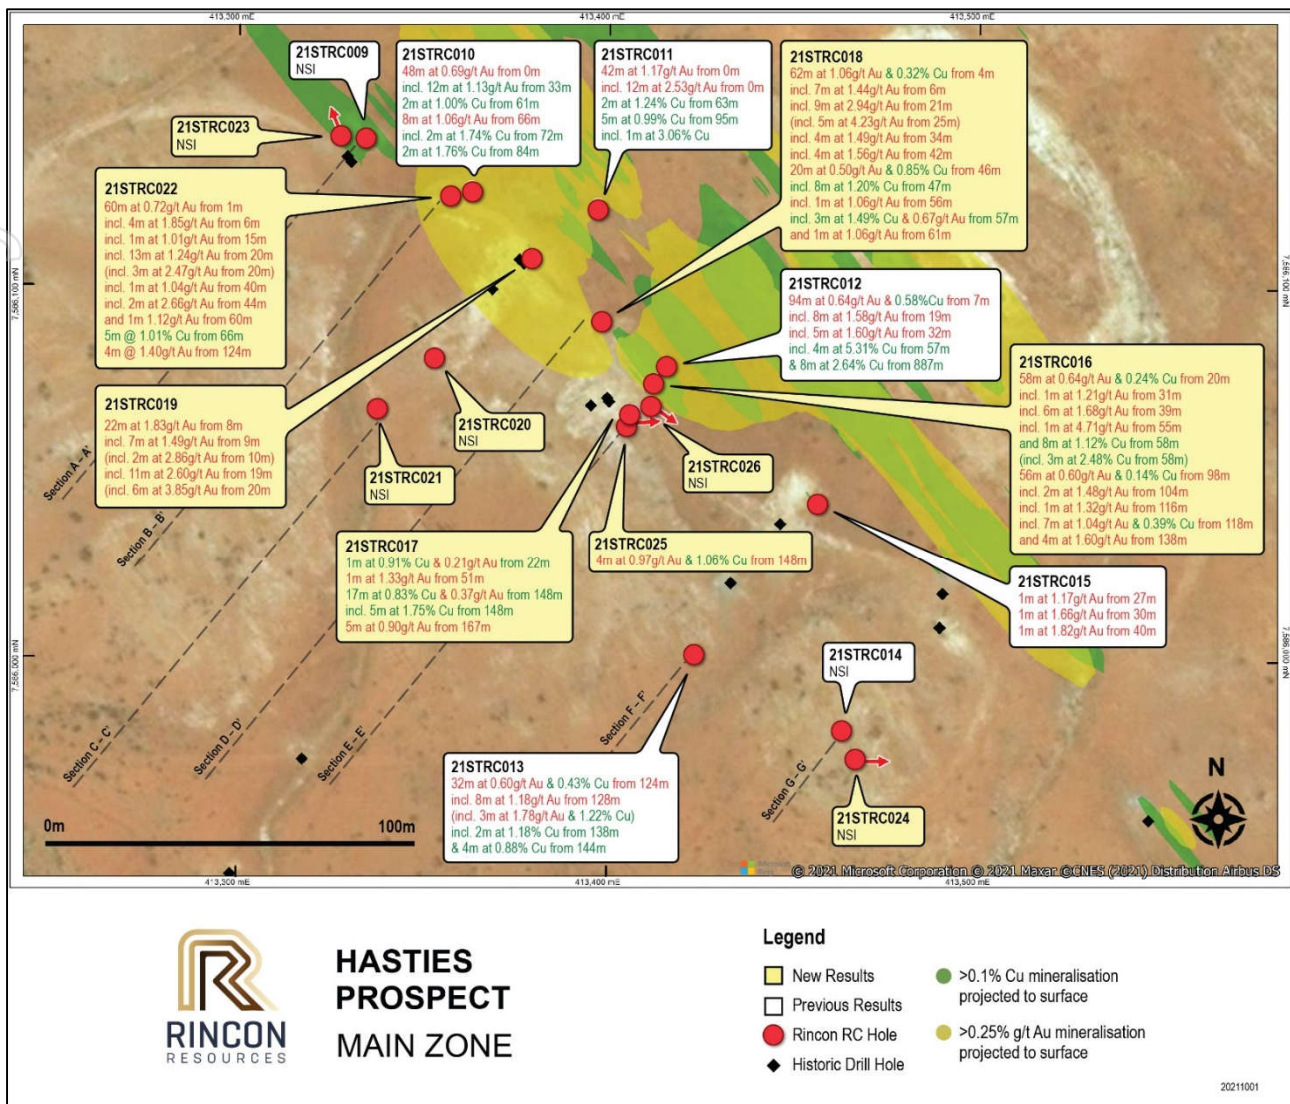 413,300 mE
413,400 mE
413,500 mE
21STRC009
NSI
21STRC010
48m at 0.69g/t Au from 0m
incl. 12m at 1.13g/t Au from 33m
2m at 1.00% Cu from 61m
8m at 1.06g/t Au from 66m
incl. 2m at 1.74% Cu from 72m
2m at 1.76% Cu from 84m
21STRC011
42m at 1.17g/t Au from 0m
incl. 12m at 2.53g/t Au from 0m
2m at 1.24% Cu from 63m
5m at 0.99% Cu from 95m
incl. 1m at 3.06% Cu
21STRC018
62m at 1.06g/t Au & 0.32% Cu from 4m
incl. 7m at 1.44g/t Au from 6m
incl. 9m at 2.94g/t Au from 21m
(incl. 5m at 4.23g/t Au from 25m)
incl. 4m at 1.49g/t Au from 34m
incl. 4m at 1.56g/t Au from 42m
20m at 0.50g/t Au & 0.85% Cu from 46m
incl. 8m at 1.20% Cu from 47m
incl. 1m at 1.06g/t Au from 56m
incl. 3m at 1.49% Cu & 0.67g/t Au from 57m
and 1m at 1.06g/t Au from 61m
21STRC023
NSI
21STRC022
60m at 0.72g/t Au from 1m
incl. 4m at 1.85g/t Au from 6m
incl. 1m at 1.01g/t Au from 15m
incl. 13m at 1.24g/t Au from 20m
(incl. 3m at 2.47g/t Au from 20m)
incl. 1m at 1.04g/t Au from 40m
incl. 2m at 2.66g/t Au from 44m
and 1m 1.12g/t Au from 60m
5m @ 1.01% Cu from 66m
4m @ 1.40g/t Au from 124m
7,586,100 mN
7,586,100 mN
21STRC012
94m at 0.64g/t Au & 0.58%Cu from 7m
incl. 8m at 1.58g/t Au from 19m
incl. 5m at 1.60g/t Au from 32m
incl. 4m at 5.31% Cu from 57m
& 8m at 2.64% Cu from 887m
21STRC016
58m at 0.64g/t Au & 0.24% Cu from 20m
incl. 1m at 1.21g/t Au from 31m
incl. 6m at 1.68g/t Au from 39m
incl. 1m at 4.71g/t Au from 55m
and 8m at 1.12% Cu from 58m
(incl. 3m at 2.48% Cu from 58m)
56m at 0.60g/t Au & 0.14% Cu from 98m
incl. 2m at 1.48g/t Au from 104m
incl. 1m at 1.32g/t Au from 116m
incl. 7m at 1.04g/t Au & 0.39% Cu from 118m
and 4m at 1.60g/t Au from 138m
21STRC019
22m at 1.83g/t Au from 8m
incl. 7m at 1.49g/t Au from 9m
(incl. 2m at 2.86g/t Au from 10m)
incl. 11m at 2.60g/t Au from 19m
(incl. 6m at 3.85g/t Au from 20m)
21STRC020
NSI
21STRC021
NSI
21STRC026
NSI
Section A – A'
Section B – B'
21STRC017
1m at 0.91% Cu & 0.21g/t Au from 22m
1m at 1.33g/t Au from 51m
17m at 0.83% Cu & 0.37g/t Au from 148m
incl. 5m at 1.75% Cu from 148m
5m at 0.90g/t Au from 167m
21STRC025
4m at 0.97g/t Au & 1.06% Cu from 148m
21STRC015
1m at 1.17g/t Au from 27m
1m at 1.66g/t Au from 30m
1m at 1.82g/t Au from 40m
7,586,000 mN
7,586,000 mN
21STRC014
NSI
Section C – C'
Section D – D'
Section E – E'
Section F – F'
Section G – G'
21STRC013
32m at 0.60g/t Au & 0.43% Cu from 124m
incl. 8m at 1.18g/t Au from 128m
(incl. 3m at 1.78g/t Au & 1.22% Cu)
incl. 2m at 1.18% Cu from 138m
& 4m at 0.88% Cu from 144m
21STRC024
NSI
N
0m
100m
© 2021 Microsoft Corporation © 2021 Maxar ©CNES (2021) Distribution Airbus DS
413,300 mE
413,400 mE
413,500 mE
RINCON
RESOURCES
HASTIES
PROSPECT
MAIN ZONE
Legend
New Results
Previous Results
Rincon RC Hole
Historic Drill Hole
>0.1% Cu mineralisation
projected to surface
>0.25% g/t Au mineralisation
projected to surface
20211001